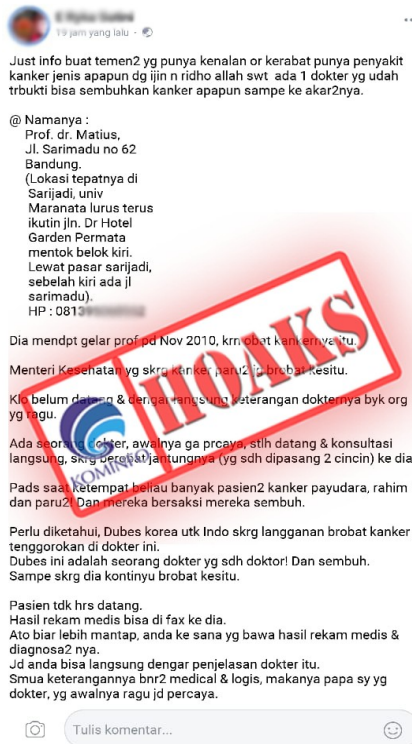 19 jam yang lalu
Just info buat temen2 yg punya kenalan or kerabat punya penyakit
kanker jenis apapun dg ijin n ridho allah swt ada 1 dokter yg udah
trbukti bisa sembuhkan kanker apapun sampe ke akar2nya.
@ Namanya :
Prof. dr. Matius,
Jl. Sarimadu no 62
Bandung.
(Lokasi tepatnya di
Sarijadi, univ
Maranata lurus terus
ikutin jln. Dr Hotel
Garden Permata
mentok belok kiri.
Lewat pasar sarijadi,
sebelah kiri ada jl
sarimadu).
HP : 081
Dia mendpt gelar prof pd Nov 2010, krn obat kankernya itu.
Menteri Kesehatan yg skrg kanker paru2 jg brobat kesitu.
Klo belum datang & dengar langsung keterangan dokternya byk org
yg ragu.
Ada seorang dokter, awalnya ga prcaya, stlh datang & konsultasi
langsung, skrg berobat jantungnya (yg sdh dipasang 2 cincin) ke dia
Pads saat ketempat beliau banyak pasien2 kanker payudara, rahim
dan paru2! Dan mereka bersaksi mereka sembuh.
Perlu diketahui, Dubes korea utk Indo skrg langganan brobat kanker
tenggorokan di dokter ini.
Dubes ini adalah seorang dokter yg sdh doktor! Dan sembuh.
Sampe skrg dia kontinyu brobat kesitu.
Pasien tdk hrs datang.
Hasil rekam medis bisa di fax ke dia.
Ato biar lebih mantap, anda ke sana yg bawa hasil rekam medis &
diagnosa2 nya.
Jd anda bisa langsung dengar penjelasan dokter itu.
Smua keterangannya bnr2 medical & logis, makanya papa sy yg
dokter, yg awalnya ragu jd percaya.
Tulis komentar...
KOMINFO
HOAKS